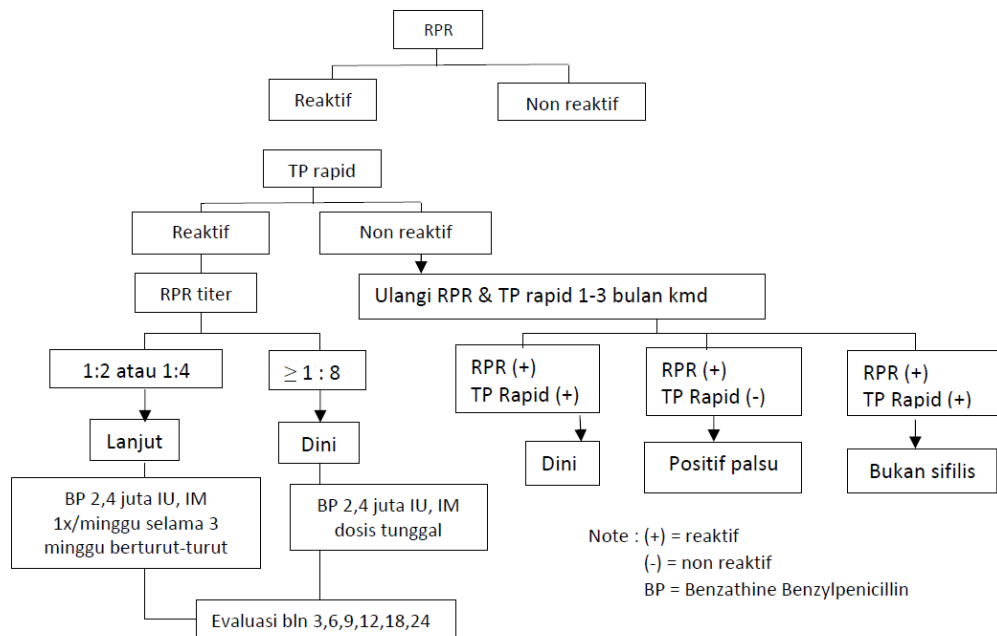 RPR
Reaktif
Non reaktif
TP rapid
Reaktif
Non reaktif
RPR titer
Ulangi RPR & TP rapid 1-3 bulan kmd
1:2 atau 1:4
≥ 1 : 8
RPR (+)
TP Rapid (+)
RPR (+)
TP Rapid (-)
RPR (+)
TP Rapid (+)
Lanjut
Dini
Dini
Positif palsu
Bukan sifilis
BP 2,4 juta IU, IM
1x/minggu selama 3
minggu berturut-turut
BP 2,4 juta IU, IM
dosis tunggal
Note : (+) = reaktif
(-) = non reaktif
BP = Benzathine Benzylpenicillin
Evaluasi bln 3,6,9,12,18,24